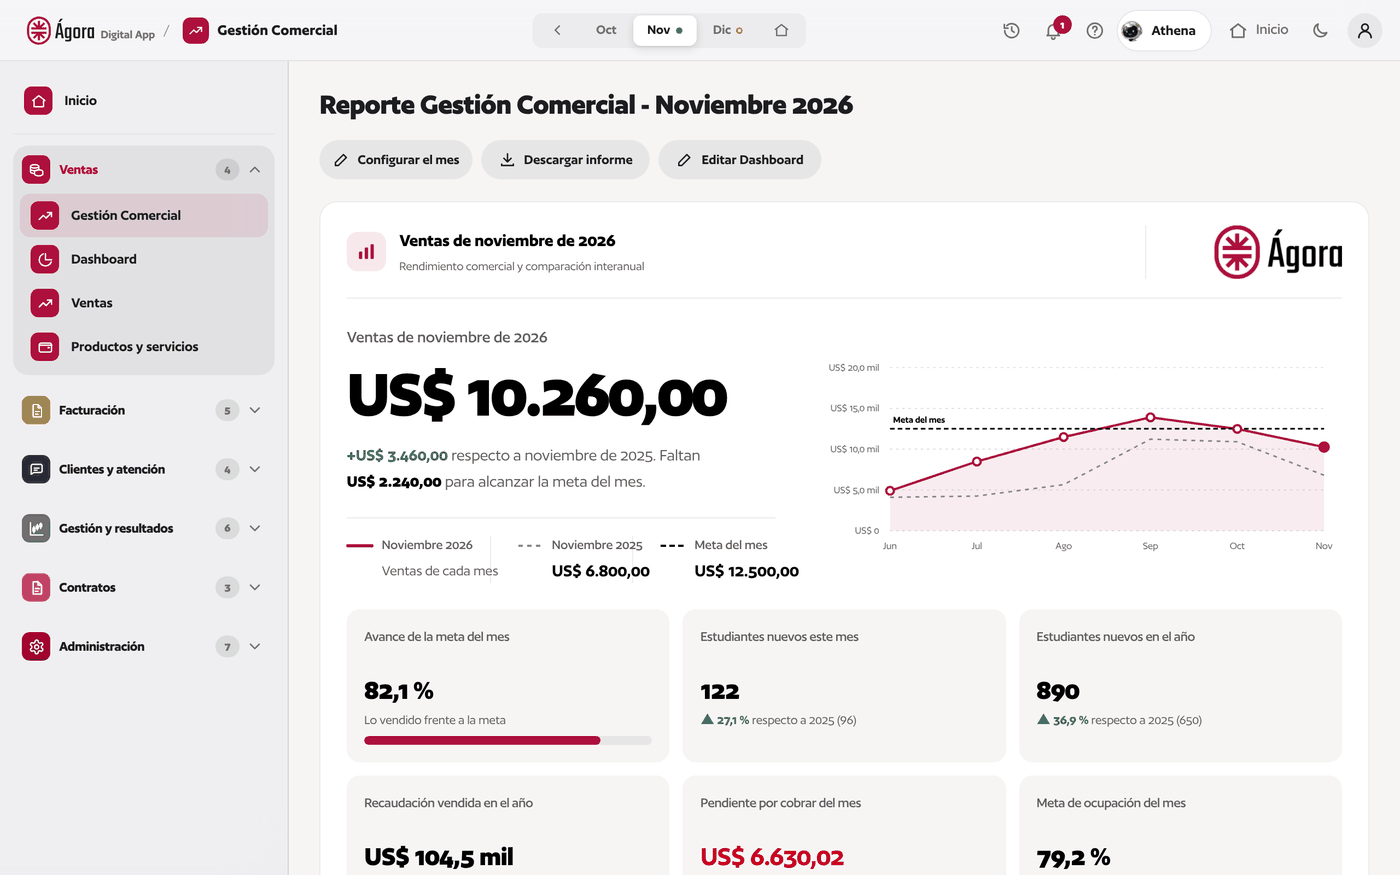 Ágora Digital App / Gestión Comercial
Oct
Nov
Dic
1
Athena
Inicio
Inicio
Ventas 4
Gestión Comercial
Dashboard
Ventas
Productos y servicios
Facturación 5
Clientes y atención 4
Gestión y resultados 6
Contratos 3
Administración 7
Reporte Gestión Comercial - Noviembre 2026
Configurar el mes
Descargar informe
Editar Dashboard
Ventas de noviembre de 2026
Rendimiento comercial y comparación interanual
Ágora
Ventas de noviembre de 2026
US$ 10.260,00
+US$ 3.460,00 respecto a noviembre de 2025. Faltan
US$ 2.240,00 para alcanzar la meta del mes.
Noviembre 2026
Ventas de cada mes
Noviembre 2025
US$ 6.800,00
Meta del mes
US$ 12.500,00
US$ 20,0 mil
US$ 15,0 mil
Meta del mes
US$ 10,0 mil
US$ 5,0 mil
US$ 0
Jun
Jul
Ago
Sep
Oct
Nov
Avance de la meta del mes
82,1 %
Lo vendido frente a la meta
Estudiantes nuevos este mes
122
27,1 % respecto a 2025 (96)
Estudiantes nuevos en el año
890
36,9 % respecto a 2025 (650)
Recaudación vendida en el año
US$ 104,5 mil
Pendiente por cobrar del mes
US$ 6.630,02
Meta de ocupación del mes
79,2 %